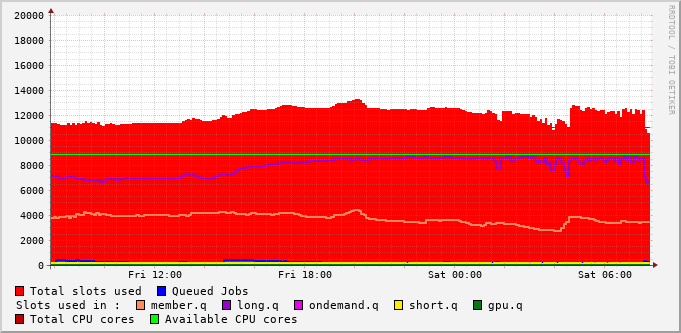 20000
18000
16000
14000
12000
10000
8000
6000
4000
2000
0
Fri 12:00 Fri 18:00 Sat 00:00 Sat 06:00
Total slots used Queued Jobs
Slots used in : member.q long.q ondemand.q short.q gpu.q
Total CPU cores Available CPU cores
RRDTOOL / TOBI OETIKER